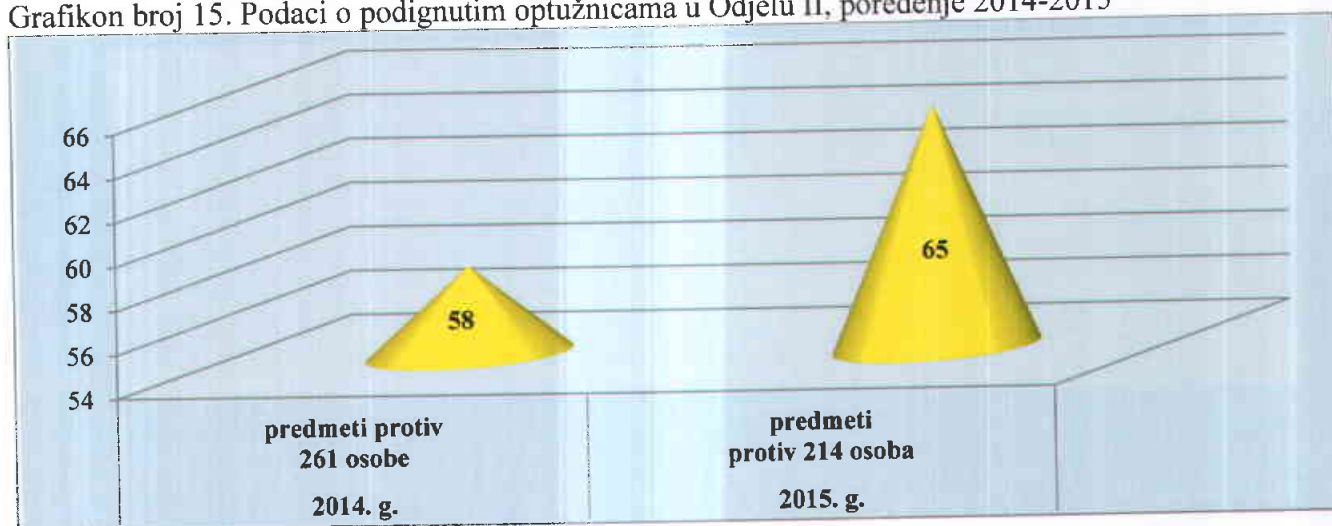 Grafikon broj 15. Podaci o podignutim optužnicama u Odjelu II, poređenje 2014-2015
66
64
62
60
58
56
54
58
65
predmeti protiv
261 osobe
2014. g.
predmeti
protiv 214 osoba
2015. g.